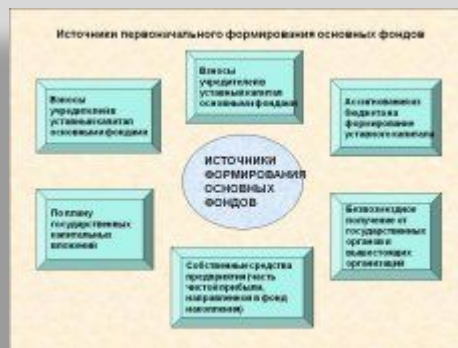 Источники первоначального формирования основных фондов
Взносы
учредителей в
уставный капитал
основными фондами
Взносы
учредителей в
уставный капитал
основными фондами
Ассигнования из
бюджета на
формирование
уставного капитала
ИСТОЧНИКИ
ФОРМИРОВАНИЯ
ОСНОВНЫХ
ФОНДОВ
По плану
государственных
капитальных
вложений
Безвозмездное
получение от
государственных
органов и
вышестоящих
организаций
Собственные средства
предприятия (часть
чистой прибыли,
направленной в фонд
накопления)